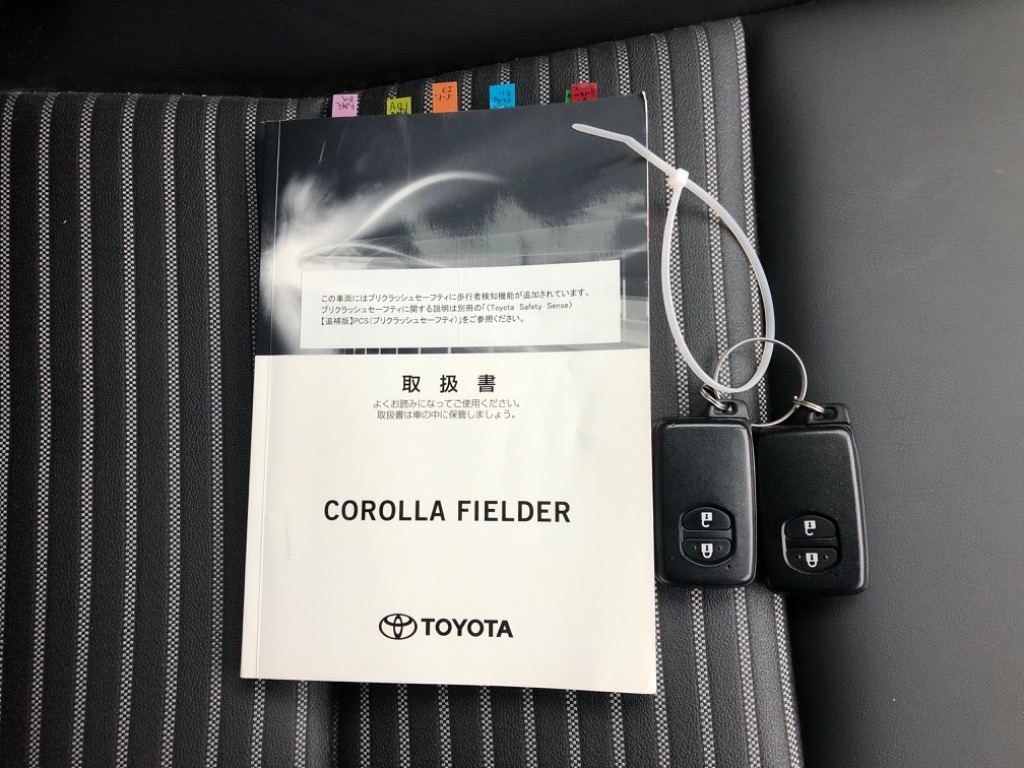 この車両にはプリクラッシュセーフティに歩行者検知機能が追加されています。
プリクラッシュセーフティに関する説明は別冊の「〈Toyota Safety Sense〉
【追補版】PCS(プリクラッシュセーフティ)」をご参照ください。
取扱書
よくお読みになってご使用ください。
取扱書は車の中に保管しましょう。
COROLLA FIELDER
TOYOTA